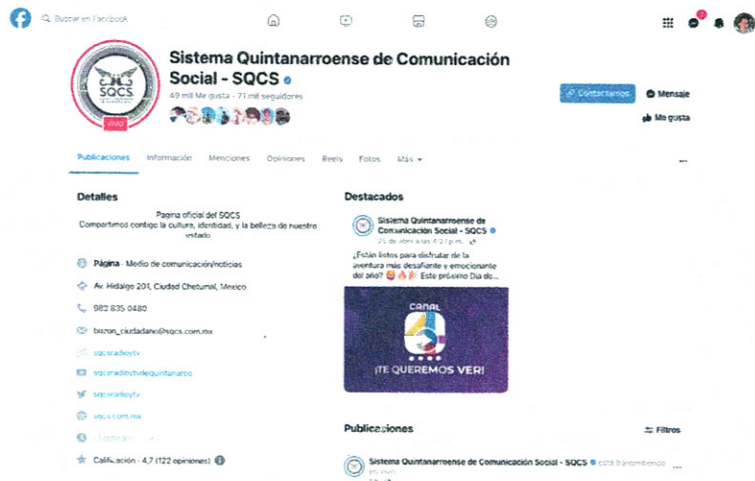 Buscar en Facebook
Sistema Quintanarroense de Comunicación
Social - SQCS
49 mil Me gusta · 71 mil seguidores
SQCS
Contactarnos
Mensaje
Me gusta
Publicaciones Información Menciones Opiniones Reels Fotos Más
Detalles
Pagina oficial del SQCS
Compartimos contigo la cultura, identidad, y la belleza de nuestro
estado
Página · Medio de comunicación/noticias
Av. Hidalgo 201, Ciudad Chetumal, Mexico
983 835 0480
buzon_ciudadano@sqcs.com.mx
sqcsradioytv
sqcsradioytvdequintanaroo
sqcsradioytv
sqcs.com.mx
Calificación · 4,7 (122 opiniones)
Destacados
Sistema Quintanarroense de
Comunicación Social - SQCS
¿Están listos para disfrutar de la
aventura más desafiante y emocionante
del año? Este próximo Día de...
CANAL
4
¡TE QUEREMOS VER!
Publicaciones
Filtros
Sistema Quintanarroense de Comunicación Social - SQCS está transmitiendo
en vivo